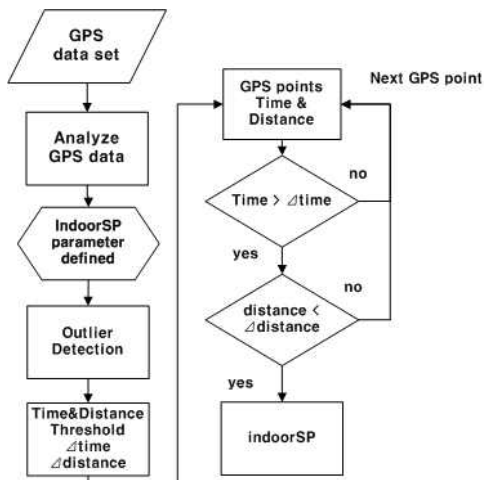 GPS
data set
Analyze
GPS data
IndoorSP
parameter
defined
Outlier
Detection
Time&Distance
Threshold
⊿time
⊿distance
GPS points
Time &
Distance
Next GPS point
Time > ⊿time
no
yes
distance <
⊿distance
no
yes
indoorSP